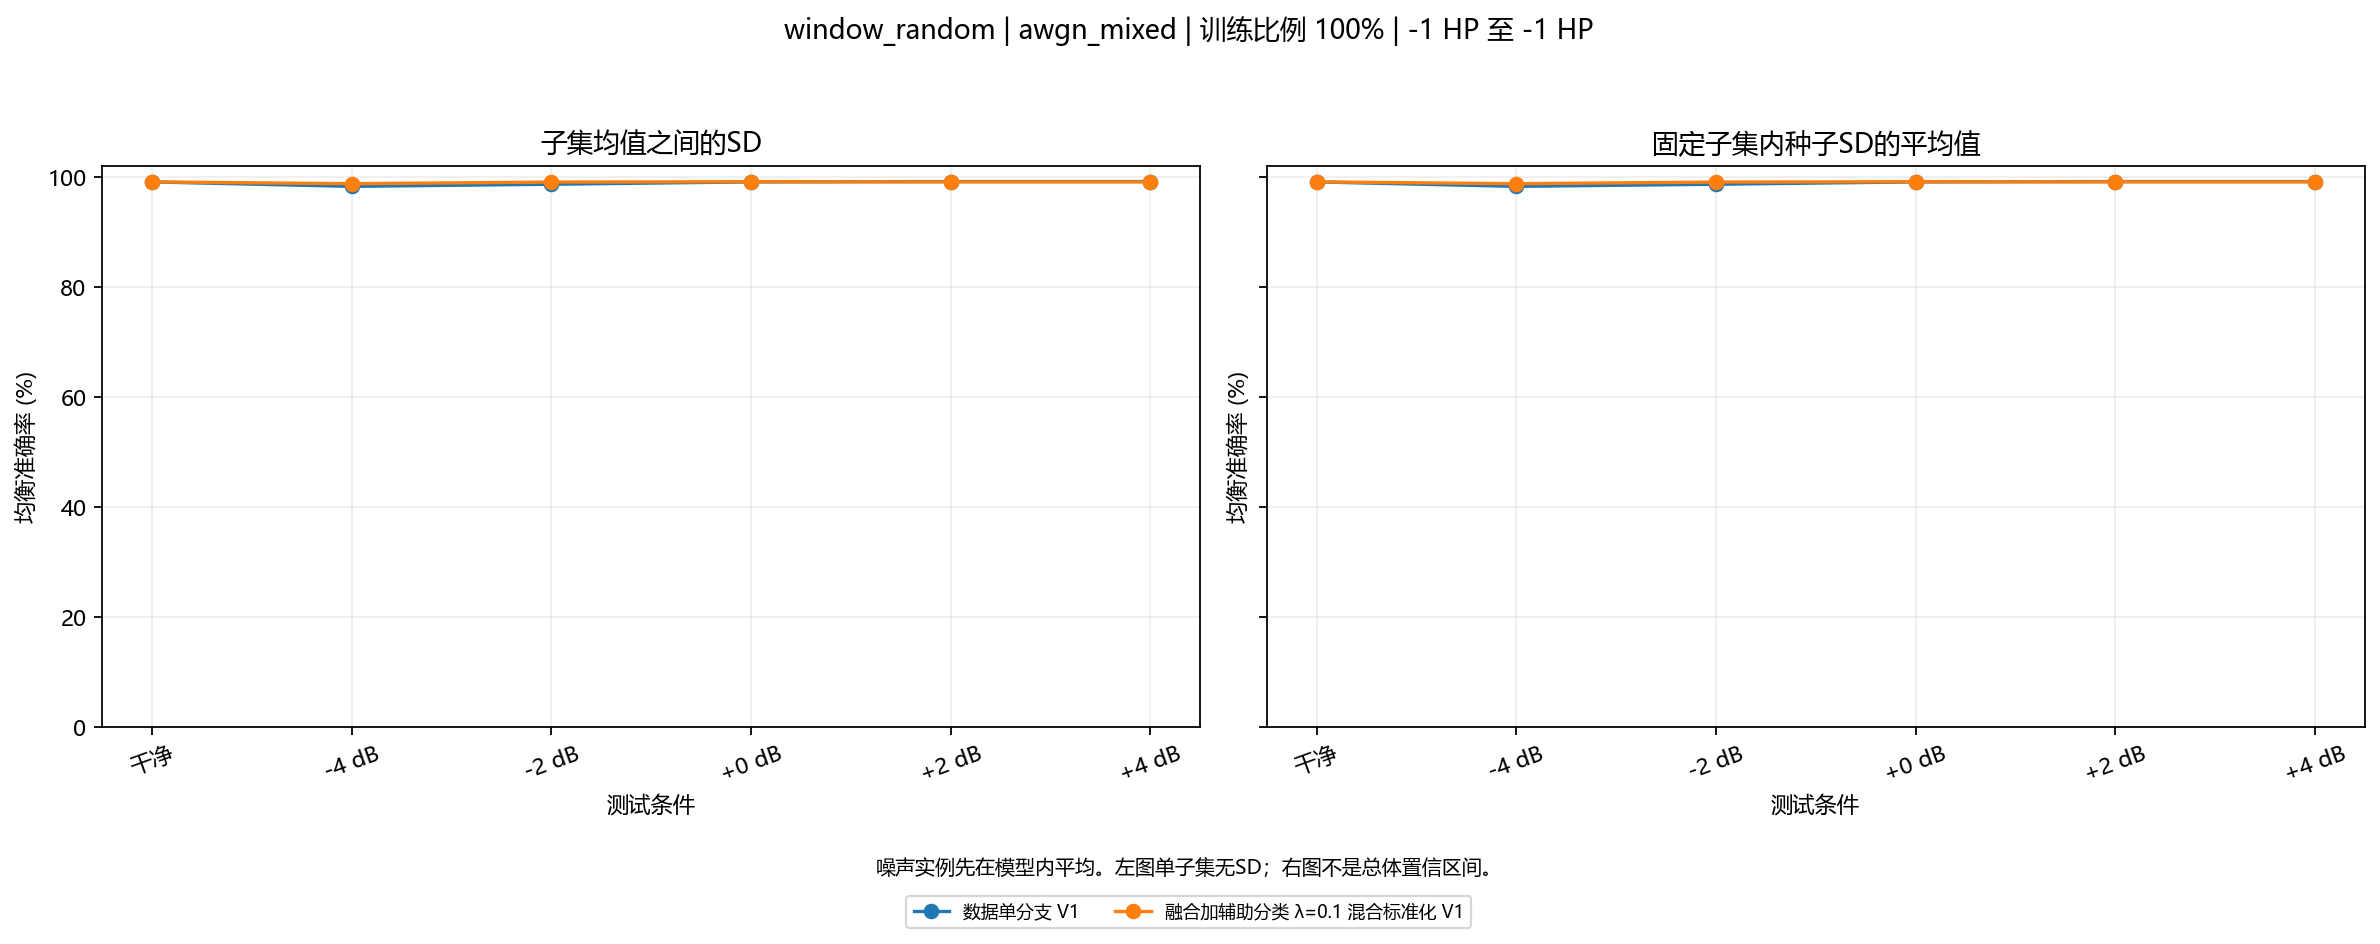 window_random | awgn_mixed | 训练比例 100% | -1 HP 至 -1 HP
子集均值之间的SD
100
80
60
40
20
0
均衡准确率 (%)
干净
-4 dB
-2 dB
+0 dB
+2 dB
+4 dB
测试条件
固定子集内种子SD的平均值
均衡准确率 (%)
干净
-4 dB
-2 dB
+0 dB
+2 dB
+4 dB
测试条件
噪声实例先在模型内平均。左图单子集无SD；右图不是总体置信区间。
数据单分支 V1
融合加辅助分类 λ=0.1 混合标准化 V1